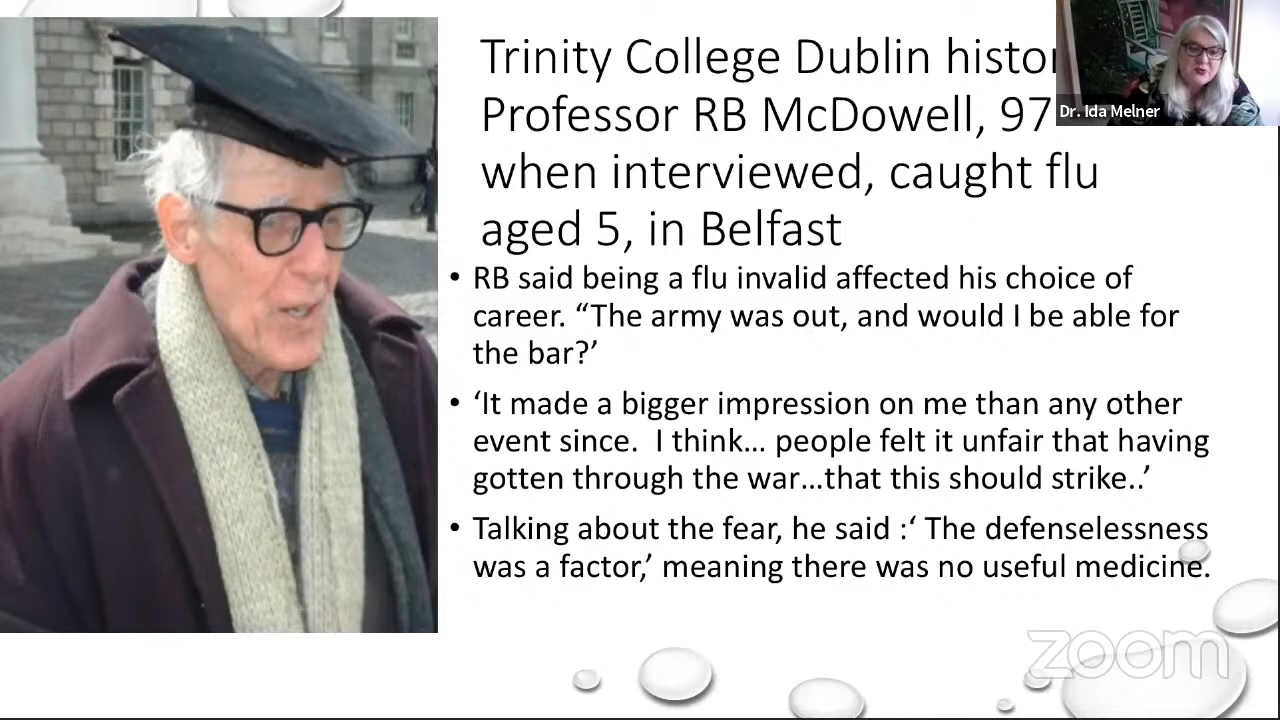 Trinity College Dublin histor
Professor RB McDowell, 97
when interviewed, caught flu
aged 5, in Belfast
Dr. Ida Melner
• RB said being a flu invalid affected his choice of
career. “The army was out, and would I be able for
the bar?’
• ‘It made a bigger impression on me than any other
event since.  I think… people felt it unfair that having
gotten through the war…that this should strike..’
• Talking about the fear, he said :‘ The defenselessness
was a factor,’ meaning there was no useful medicine.
zoom